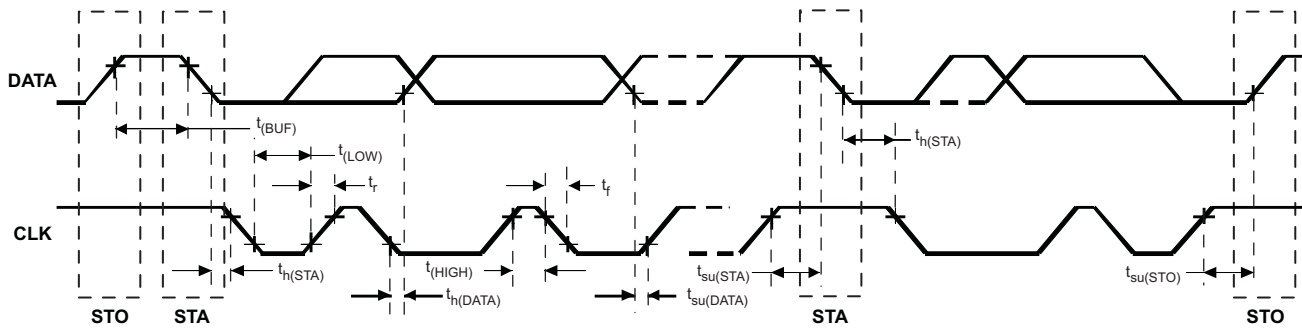 DATA
t(BUF)
t(LOW)
tr
th(STA)
tf
CLK
th(STA)
t(HIGH)
th(DATA)
tsu(DATA)
tsu(STA)
tsu(STO)
STO
STA
STA
STO